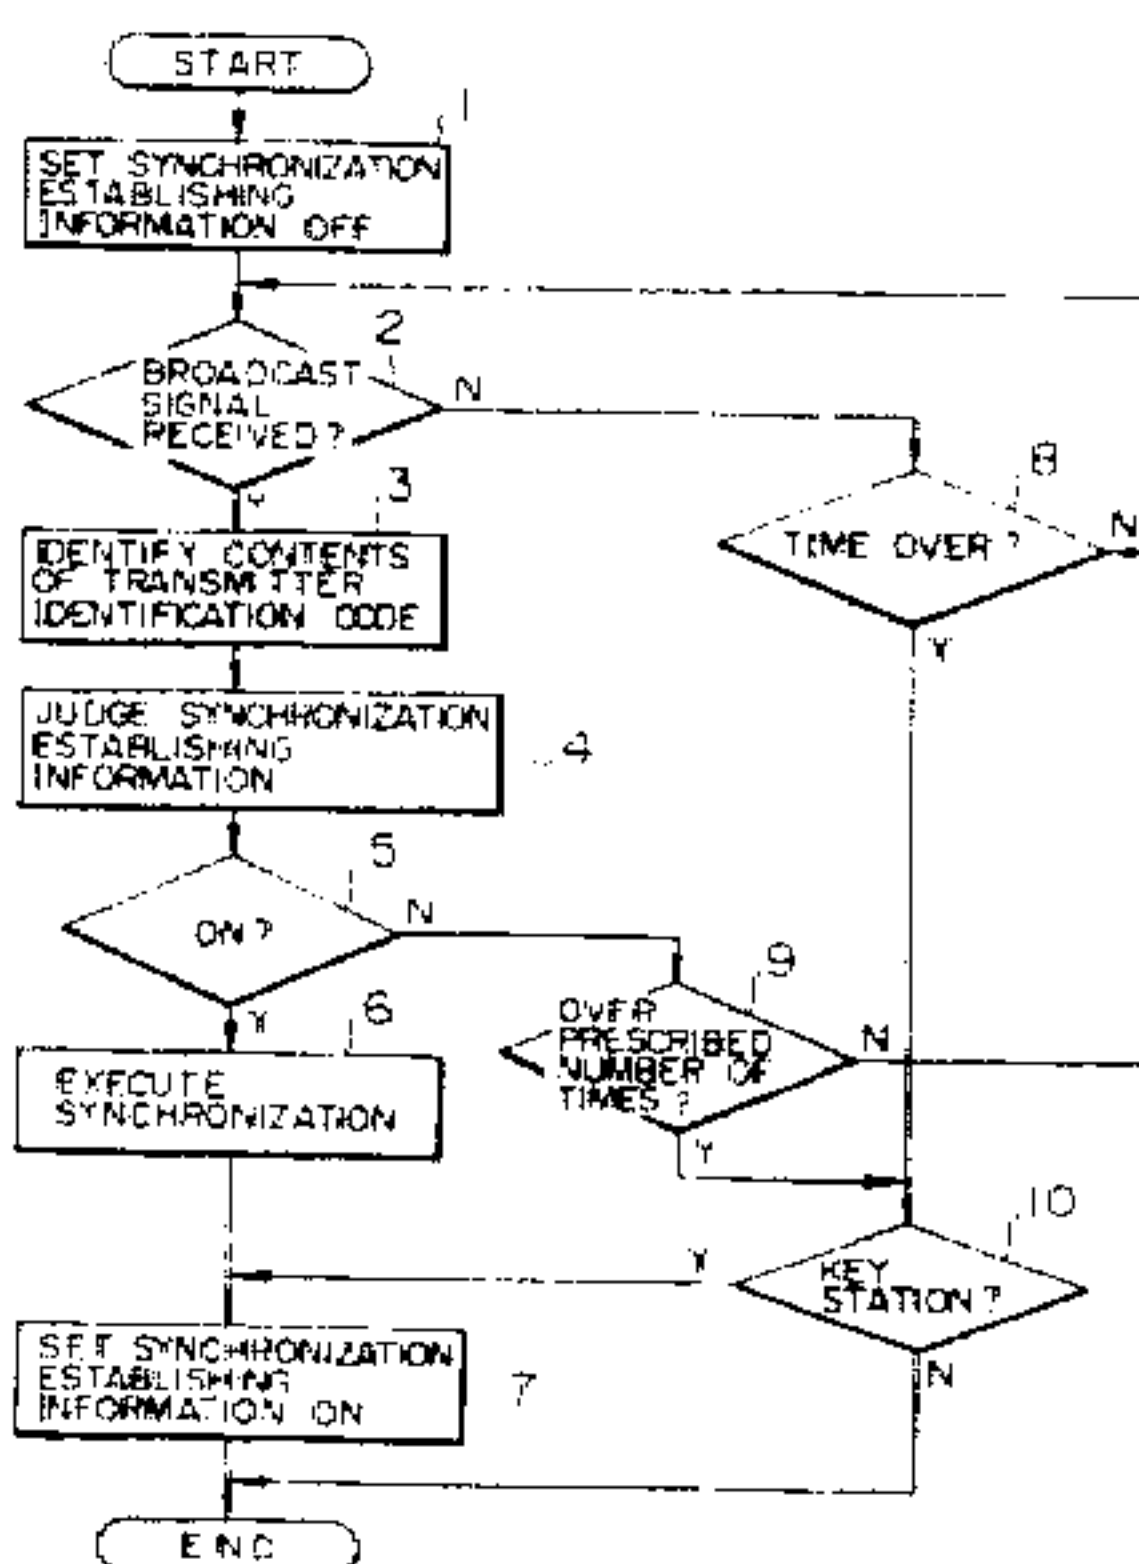 START
1
SET SYNCHRONIZATION
ESTABLISHING
INFORMATION OFF
2
BROADCAST
SIGNAL
RECEIVED?
N
Y
3
IDENTIFY CONTENTS
OF TRANSMITTER
IDENTIFICATION CODE
8
TIME OVER?
N
Y
JUDGE SYNCHRONIZATION
ESTABLISHING
INFORMATION
4
5
ON?
N
Y
9
OVER
PRESCRIBED
NUMBER OF
TIMES?
N
Y
6
EXECUTE
SYNCHRONIZATION
10
KEY
STATION?
Y
N
SET SYNCHRONIZATION
ESTABLISHING
INFORMATION ON
7
END